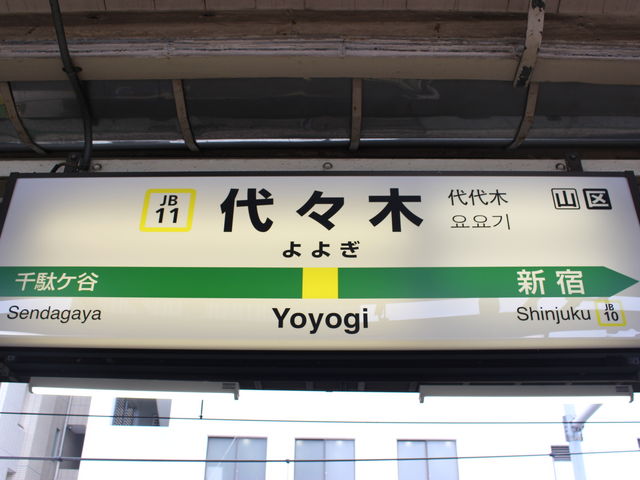 JB
11
代々木
代代木
요요기
山 区
よよぎ
千駄ケ谷
新宿
Sendagaya
Yoyogi
Shinjuku
JB
10